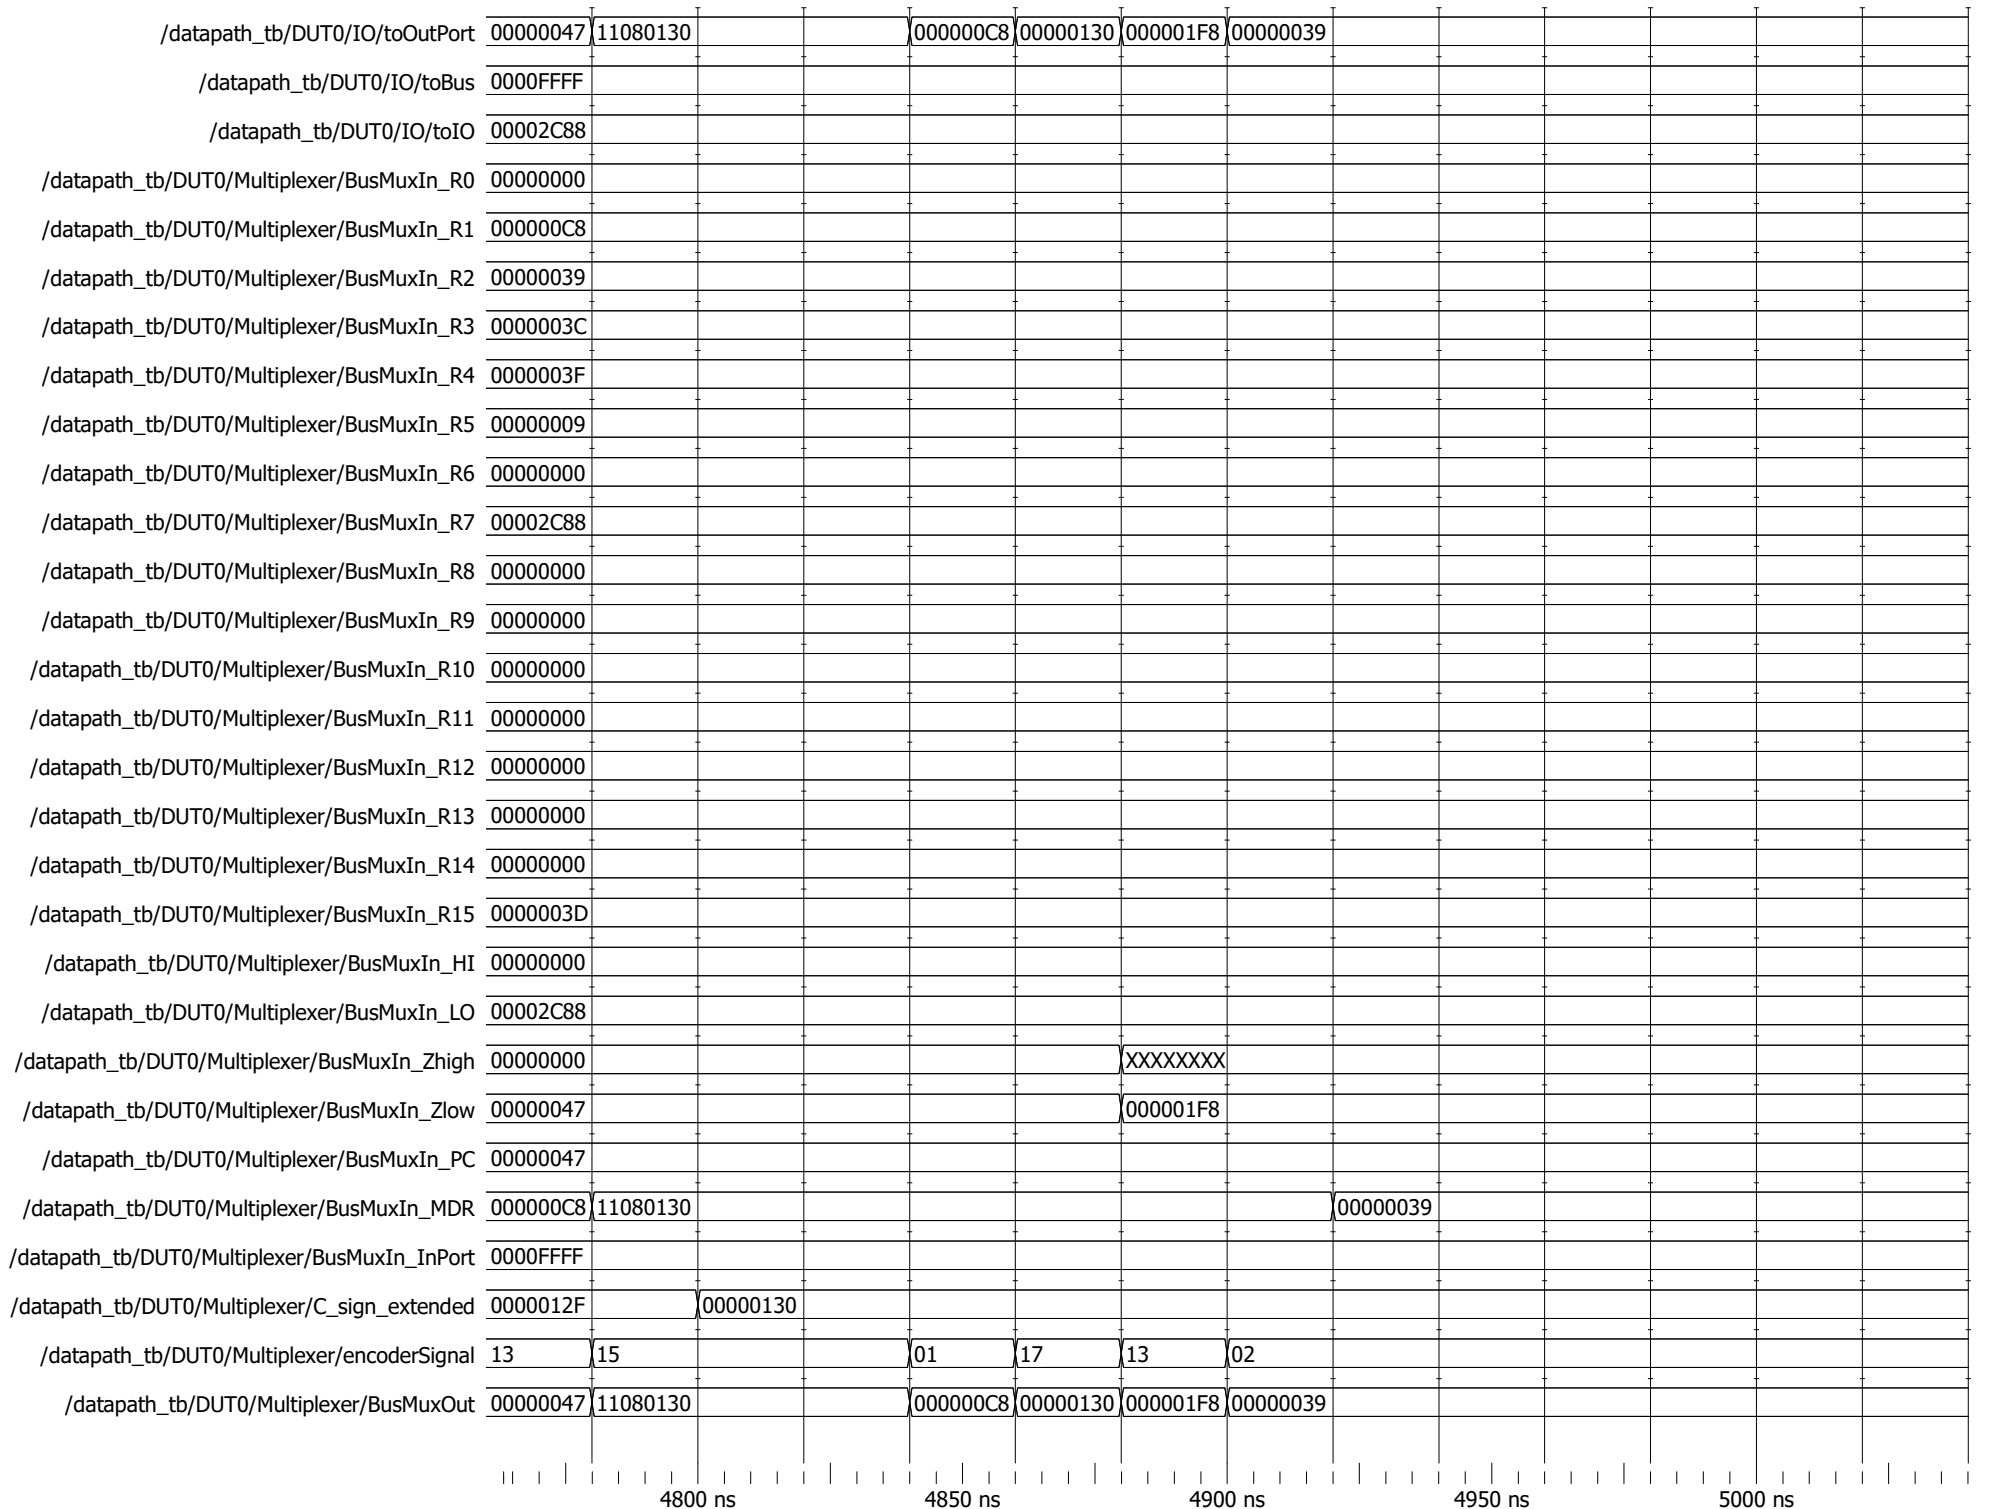 /datapath_tb/DUT0/IO/toOutPort 00000047 11080130 000000C8 00000130 000001F8 00000039
/datapath_tb/DUT0/IO/toBus 0000FFFF
/datapath_tb/DUT0/IO/toIO 00002C88
/datapath_tb/DUT0/Multiplexer/BusMuxIn_R0 00000000
/datapath_tb/DUT0/Multiplexer/BusMuxIn_R1 000000C8
/datapath_tb/DUT0/Multiplexer/BusMuxIn_R2 00000039
/datapath_tb/DUT0/Multiplexer/BusMuxIn_R3 0000003C
/datapath_tb/DUT0/Multiplexer/BusMuxIn_R4 0000003F
/datapath_tb/DUT0/Multiplexer/BusMuxIn_R5 00000009
/datapath_tb/DUT0/Multiplexer/BusMuxIn_R6 00000000
/datapath_tb/DUT0/Multiplexer/BusMuxIn_R7 00002C88
/datapath_tb/DUT0/Multiplexer/BusMuxIn_R8 00000000
/datapath_tb/DUT0/Multiplexer/BusMuxIn_R9 00000000
/datapath_tb/DUT0/Multiplexer/BusMuxIn_R10 00000000
/datapath_tb/DUT0/Multiplexer/BusMuxIn_R11 00000000
/datapath_tb/DUT0/Multiplexer/BusMuxIn_R12 00000000
/datapath_tb/DUT0/Multiplexer/BusMuxIn_R13 00000000
/datapath_tb/DUT0/Multiplexer/BusMuxIn_R14 00000000
/datapath_tb/DUT0/Multiplexer/BusMuxIn_R15 0000003D
/datapath_tb/DUT0/Multiplexer/BusMuxIn_HI 00000000
/datapath_tb/DUT0/Multiplexer/BusMuxIn_LO 00002C88
/datapath_tb/DUT0/Multiplexer/BusMuxIn_Zhigh 00000000 XXXXXXXX
/datapath_tb/DUT0/Multiplexer/BusMuxIn_Zlow 00000047 000001F8
/datapath_tb/DUT0/Multiplexer/BusMuxIn_PC 00000047
/datapath_tb/DUT0/Multiplexer/BusMuxIn_MDR 000000C8 11080130 00000039
/datapath_tb/DUT0/Multiplexer/BusMuxIn_InPort 0000FFFF
/datapath_tb/DUT0/Multiplexer/C_sign_extended 0000012F 00000130
/datapath_tb/DUT0/Multiplexer/encoderSignal 13 15 01 17 13 02
/datapath_tb/DUT0/Multiplexer/BusMuxOut 00000047 11080130 000000C8 00000130 000001F8 00000039
4800 ns 4850 ns 4900 ns 4950 ns 5000 ns